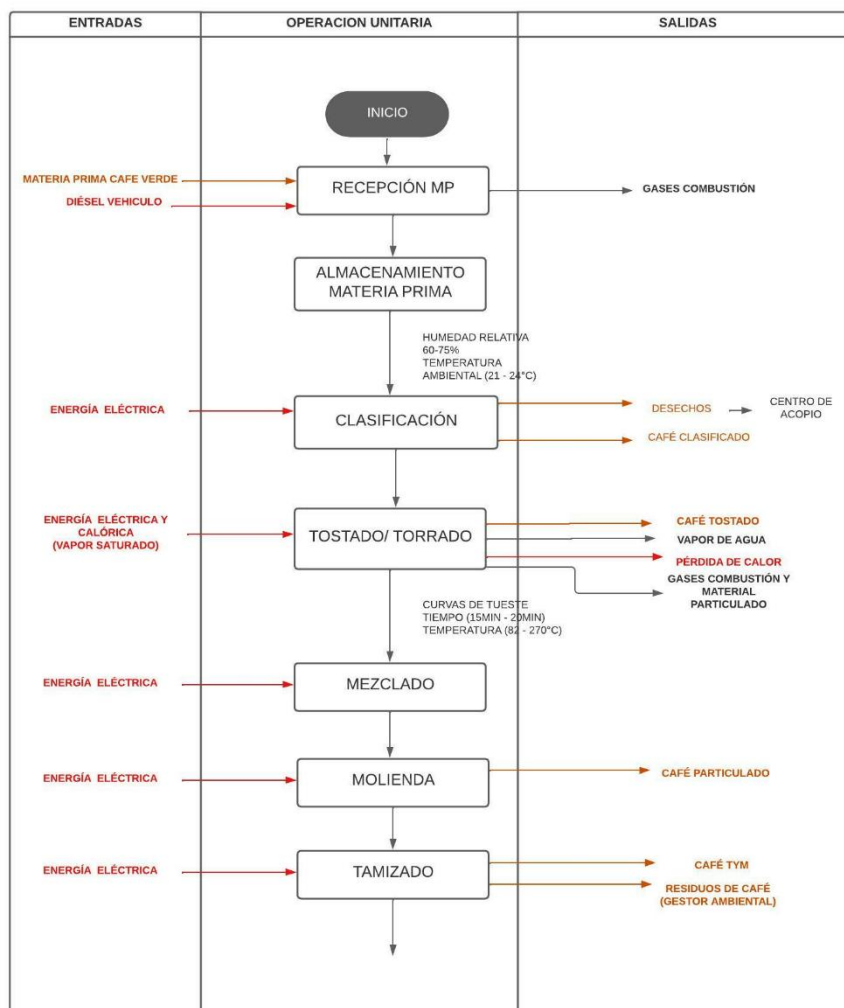 ENTRADAS
OPERACION UNITARIA
SALIDAS
INICIO
MATERIA PRIMA CAFE VERDE
DIÉSEL VEHICULO
RECEPCIÓN MP
GASES COMBUSTIÓN
ALMACENAMIENTO
MATERIA PRIMA
HUMEDAD RELATIVA
60-75%
TEMPERATURA
AMBIENTAL (21 - 24°C)
ENERGÍA ELÉCTRICA
CLASIFICACIÓN
DESECHOS
CENTRO DE
ACOPIO
CAFÉ CLASIFICADO
ENERGÍA ELÉCTRICA Y
CALÓRICA
(VAPOR SATURADO)
TOSTADO/ TORRADO
CAFÉ TOSTADO
VAPOR DE AGUA
PÉRDIDA DE CALOR
GASES COMBUSTIÓN Y
MATERIAL
PARTICULADO
CURVAS DE TUESTE
TIEMPO (15MIN - 20MIN)
TEMPERATURA (82 - 270°C)
ENERGÍA ELÉCTRICA
MEZCLADO
ENERGÍA ELÉCTRICA
MOLIENDA
CAFÉ PARTICULADO
ENERGÍA ELÉCTRICA
TAMIZADO
CAFÉ TYM
RESIDUOS DE CAFÉ
(GESTOR AMBIENTAL)